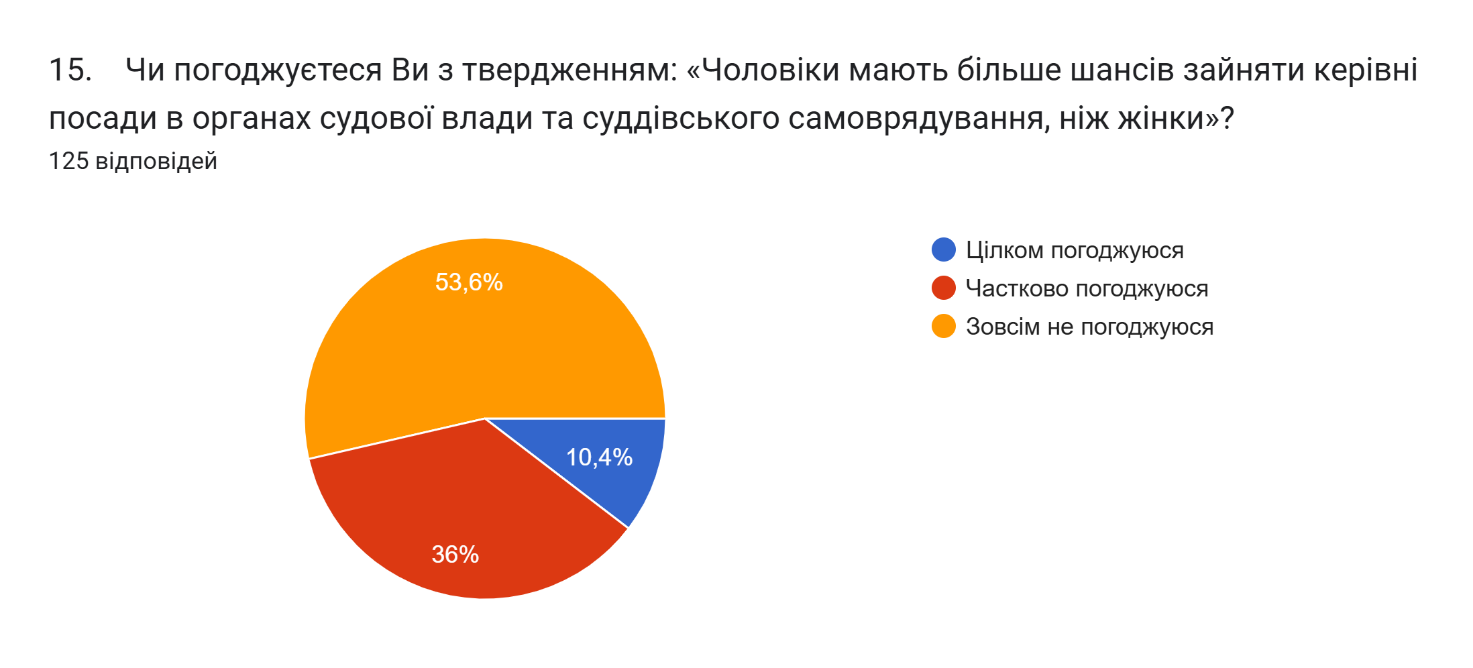 15. Чи погоджуєтеся Ви з твердженням: «Чоловіки мають більше шансів зайняти керівні
посади в органах судової влади та суддівського самоврядування, ніж жінки»?
125 відповідей
53,6%
10,4%
36%
Цілком погоджуюся
Частково погоджуюся
Зовсім не погоджуюся